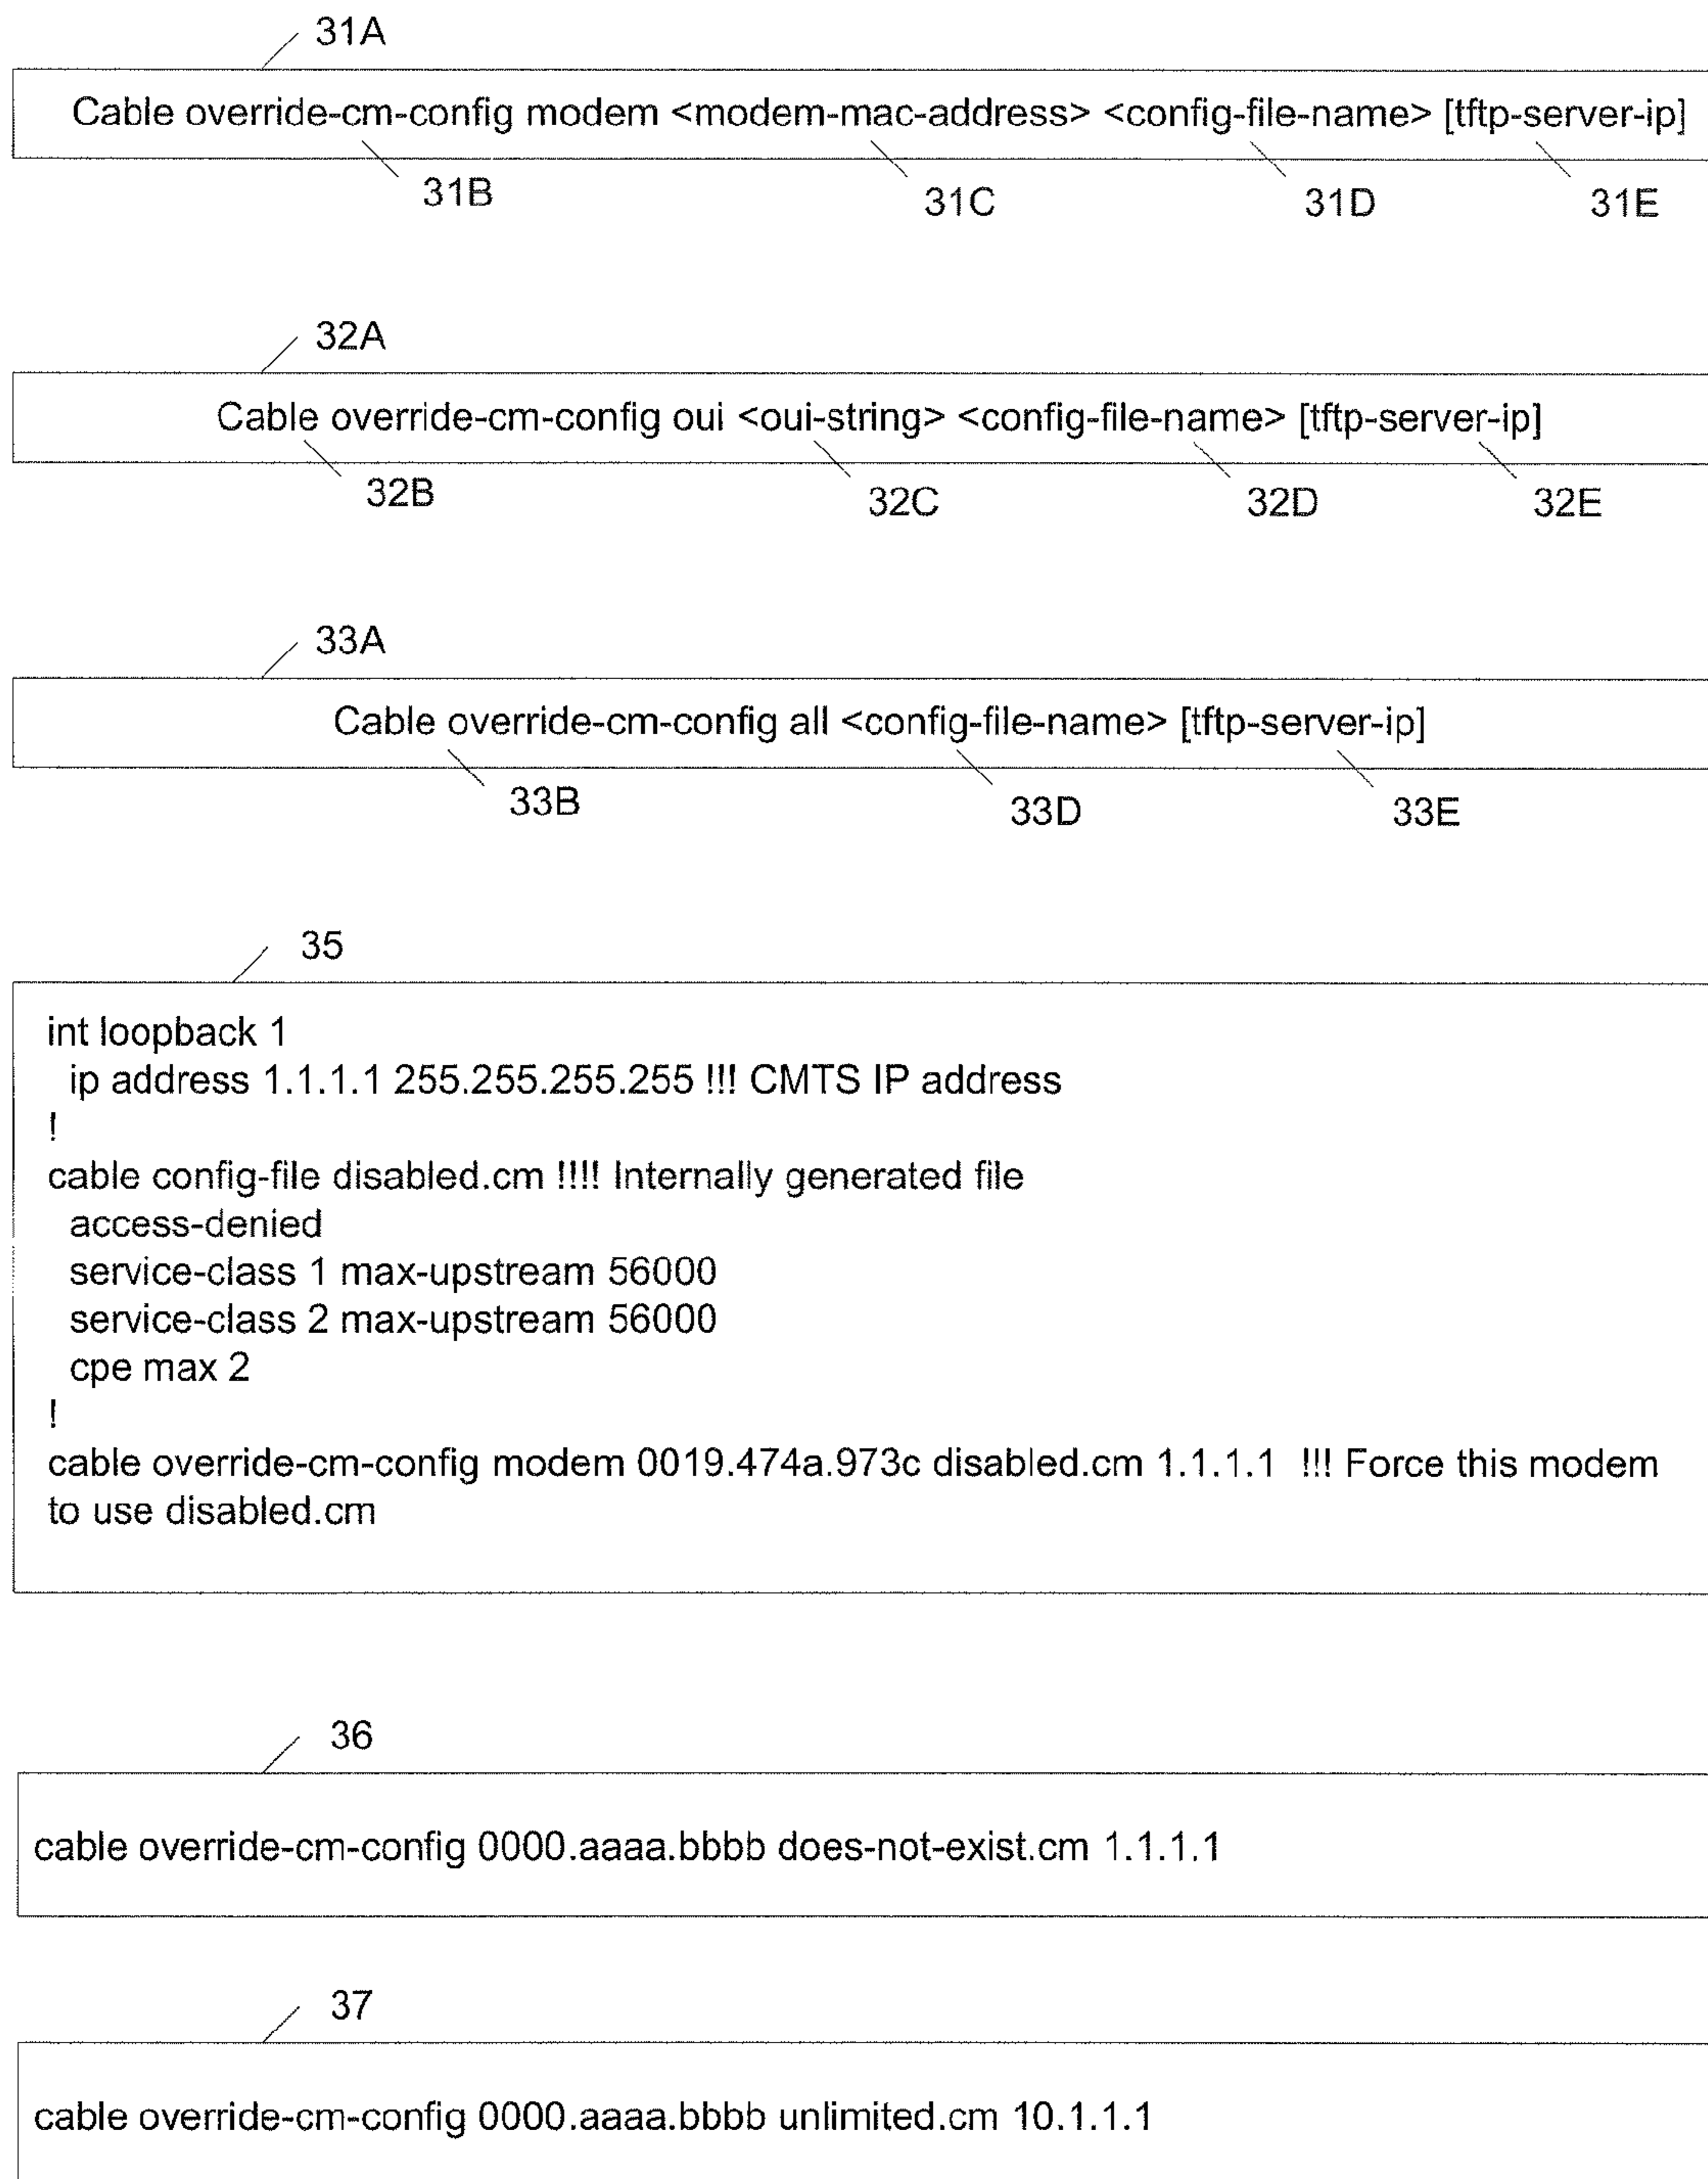 31A
Cable override-cm-config modem <modem-mac-address> <config-file-name> [tftp-server-ip]
31B 31C 31D 31E
32A
Cable override-cm-config oui <oui-string> <config-file-name> [tftp-server-ip]
32B 32C 32D 32E
33A
Cable override-cm-config all <config-file-name> [tftp-server-ip]
33B 33D 33E
35
int loopback 1
ip address 1.1.1.1 255.255.255.255 !!! CMTS IP address
!
cable config-file disabled.cm !!!! Internally generated file
access-denied
service-class 1 max-upstream 56000
service-class 2 max-upstream 56000
cpe max 2
!
cable override-cm-config modem 0019.474a.973c disabled.cm 1.1.1.1 !!! Force this modem
to use disabled.cm
36
cable override-cm-config 0000.aaaa.bbbb does-not-exist.cm 1.1.1.1
37
cable override-cm-config 0000.aaaa.bbbb unlimited.cm 10.1.1.1